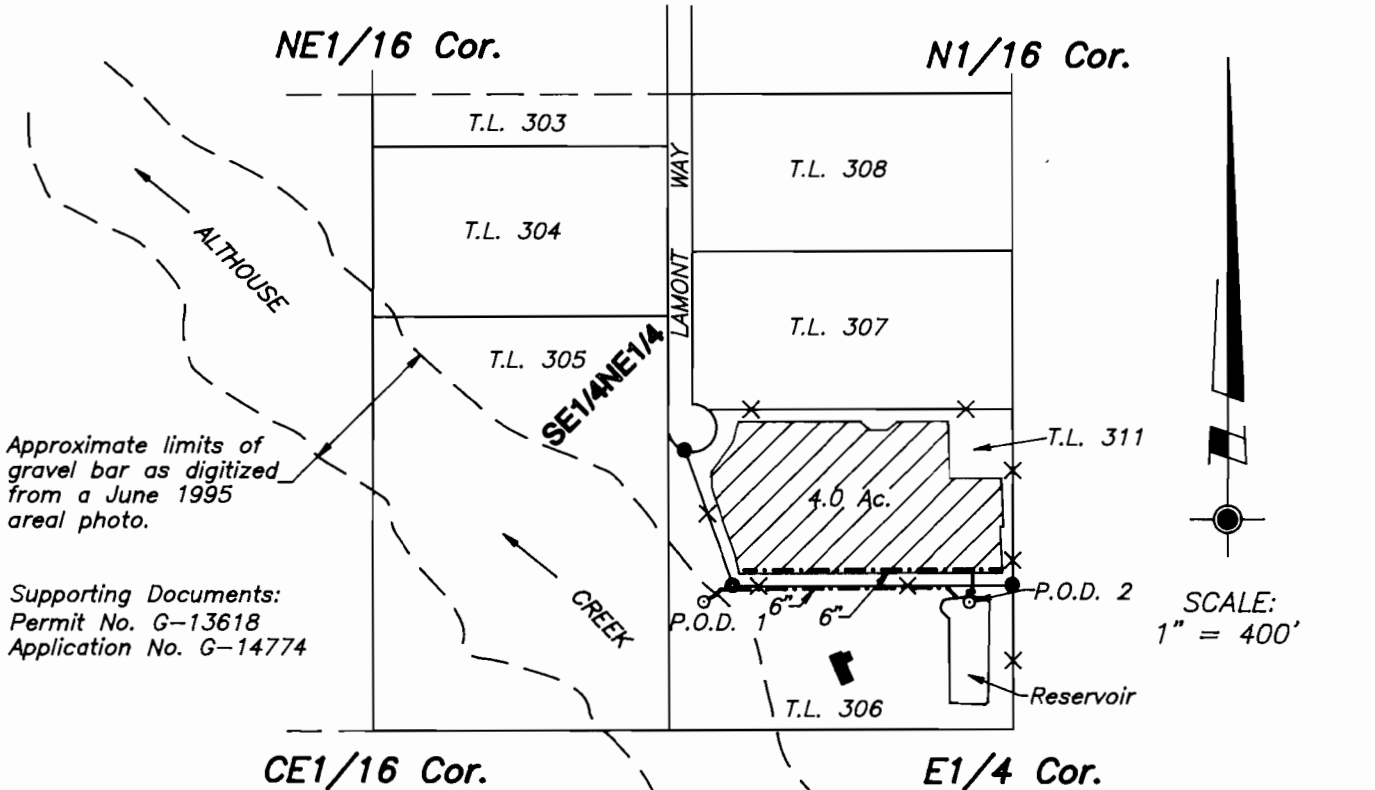 NE1/16 Cor.
N1/16 Cor.
T.L. 303
T.L. 308
LAMONT WAY
T.L. 304
ALTHOUSE
T.L. 307
T.L. 305
SE1/4NE1/4
T.L. 311
Approximate limits of
gravel bar as digitized
from a June 1995
areal photo.
4.0 Ac.
Supporting Documents:
Permit No. G-13618
Application No. G-14774
CREEK
P.O.D. 1
6"
6"
P.O.D. 2
SCALE:
1" = 400'
Reservoir
T.L. 306
CE1/16 Cor.
E1/4 Cor.